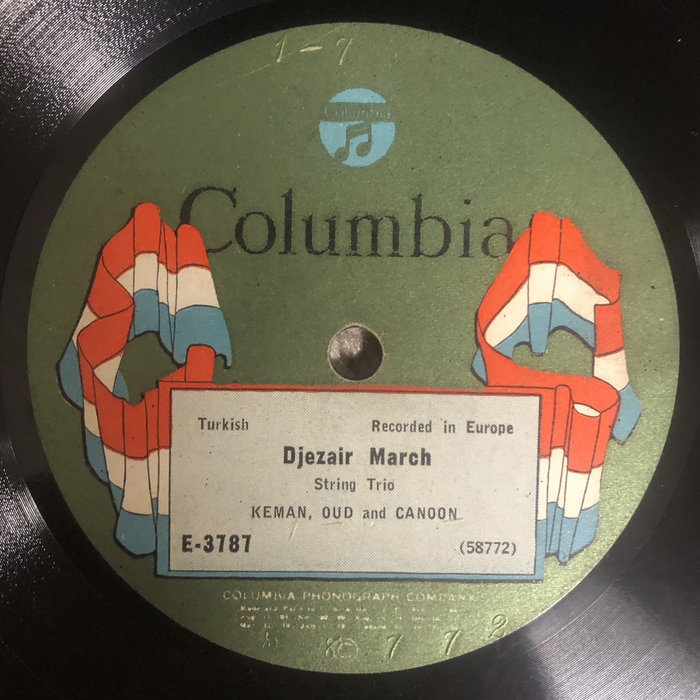 1-7
Columbia
Columbia
Turkish Recorded in Europe
Djezair March
String Trio
KEMAN, OUD and CANOON
E-3787 (58772)
COLUMBIA PHONOGRAPH COMPANY